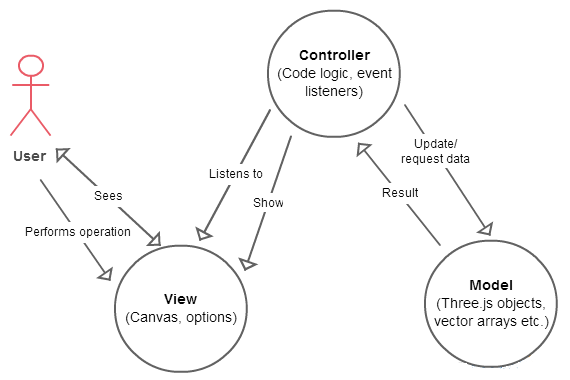 Controller
(Code logic, event
listeners)
User
Update/
request data
Listens to
Sees
Result
Show
Performs operation
View
(Canvas, options)
Model
(Three.js objects,
vector arrays etc.)